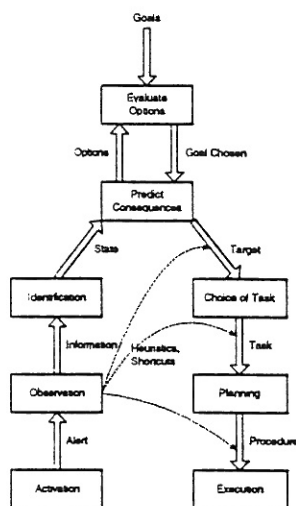 Goals
Evaluate
Options
Options
Goal Chosen
Predict
Consequences
State
Target
Identification
Choice of Task
Information
Heuristics,
Shortcuts
Task
Observation
Planning
Alert
Procedure
Activation
Execution